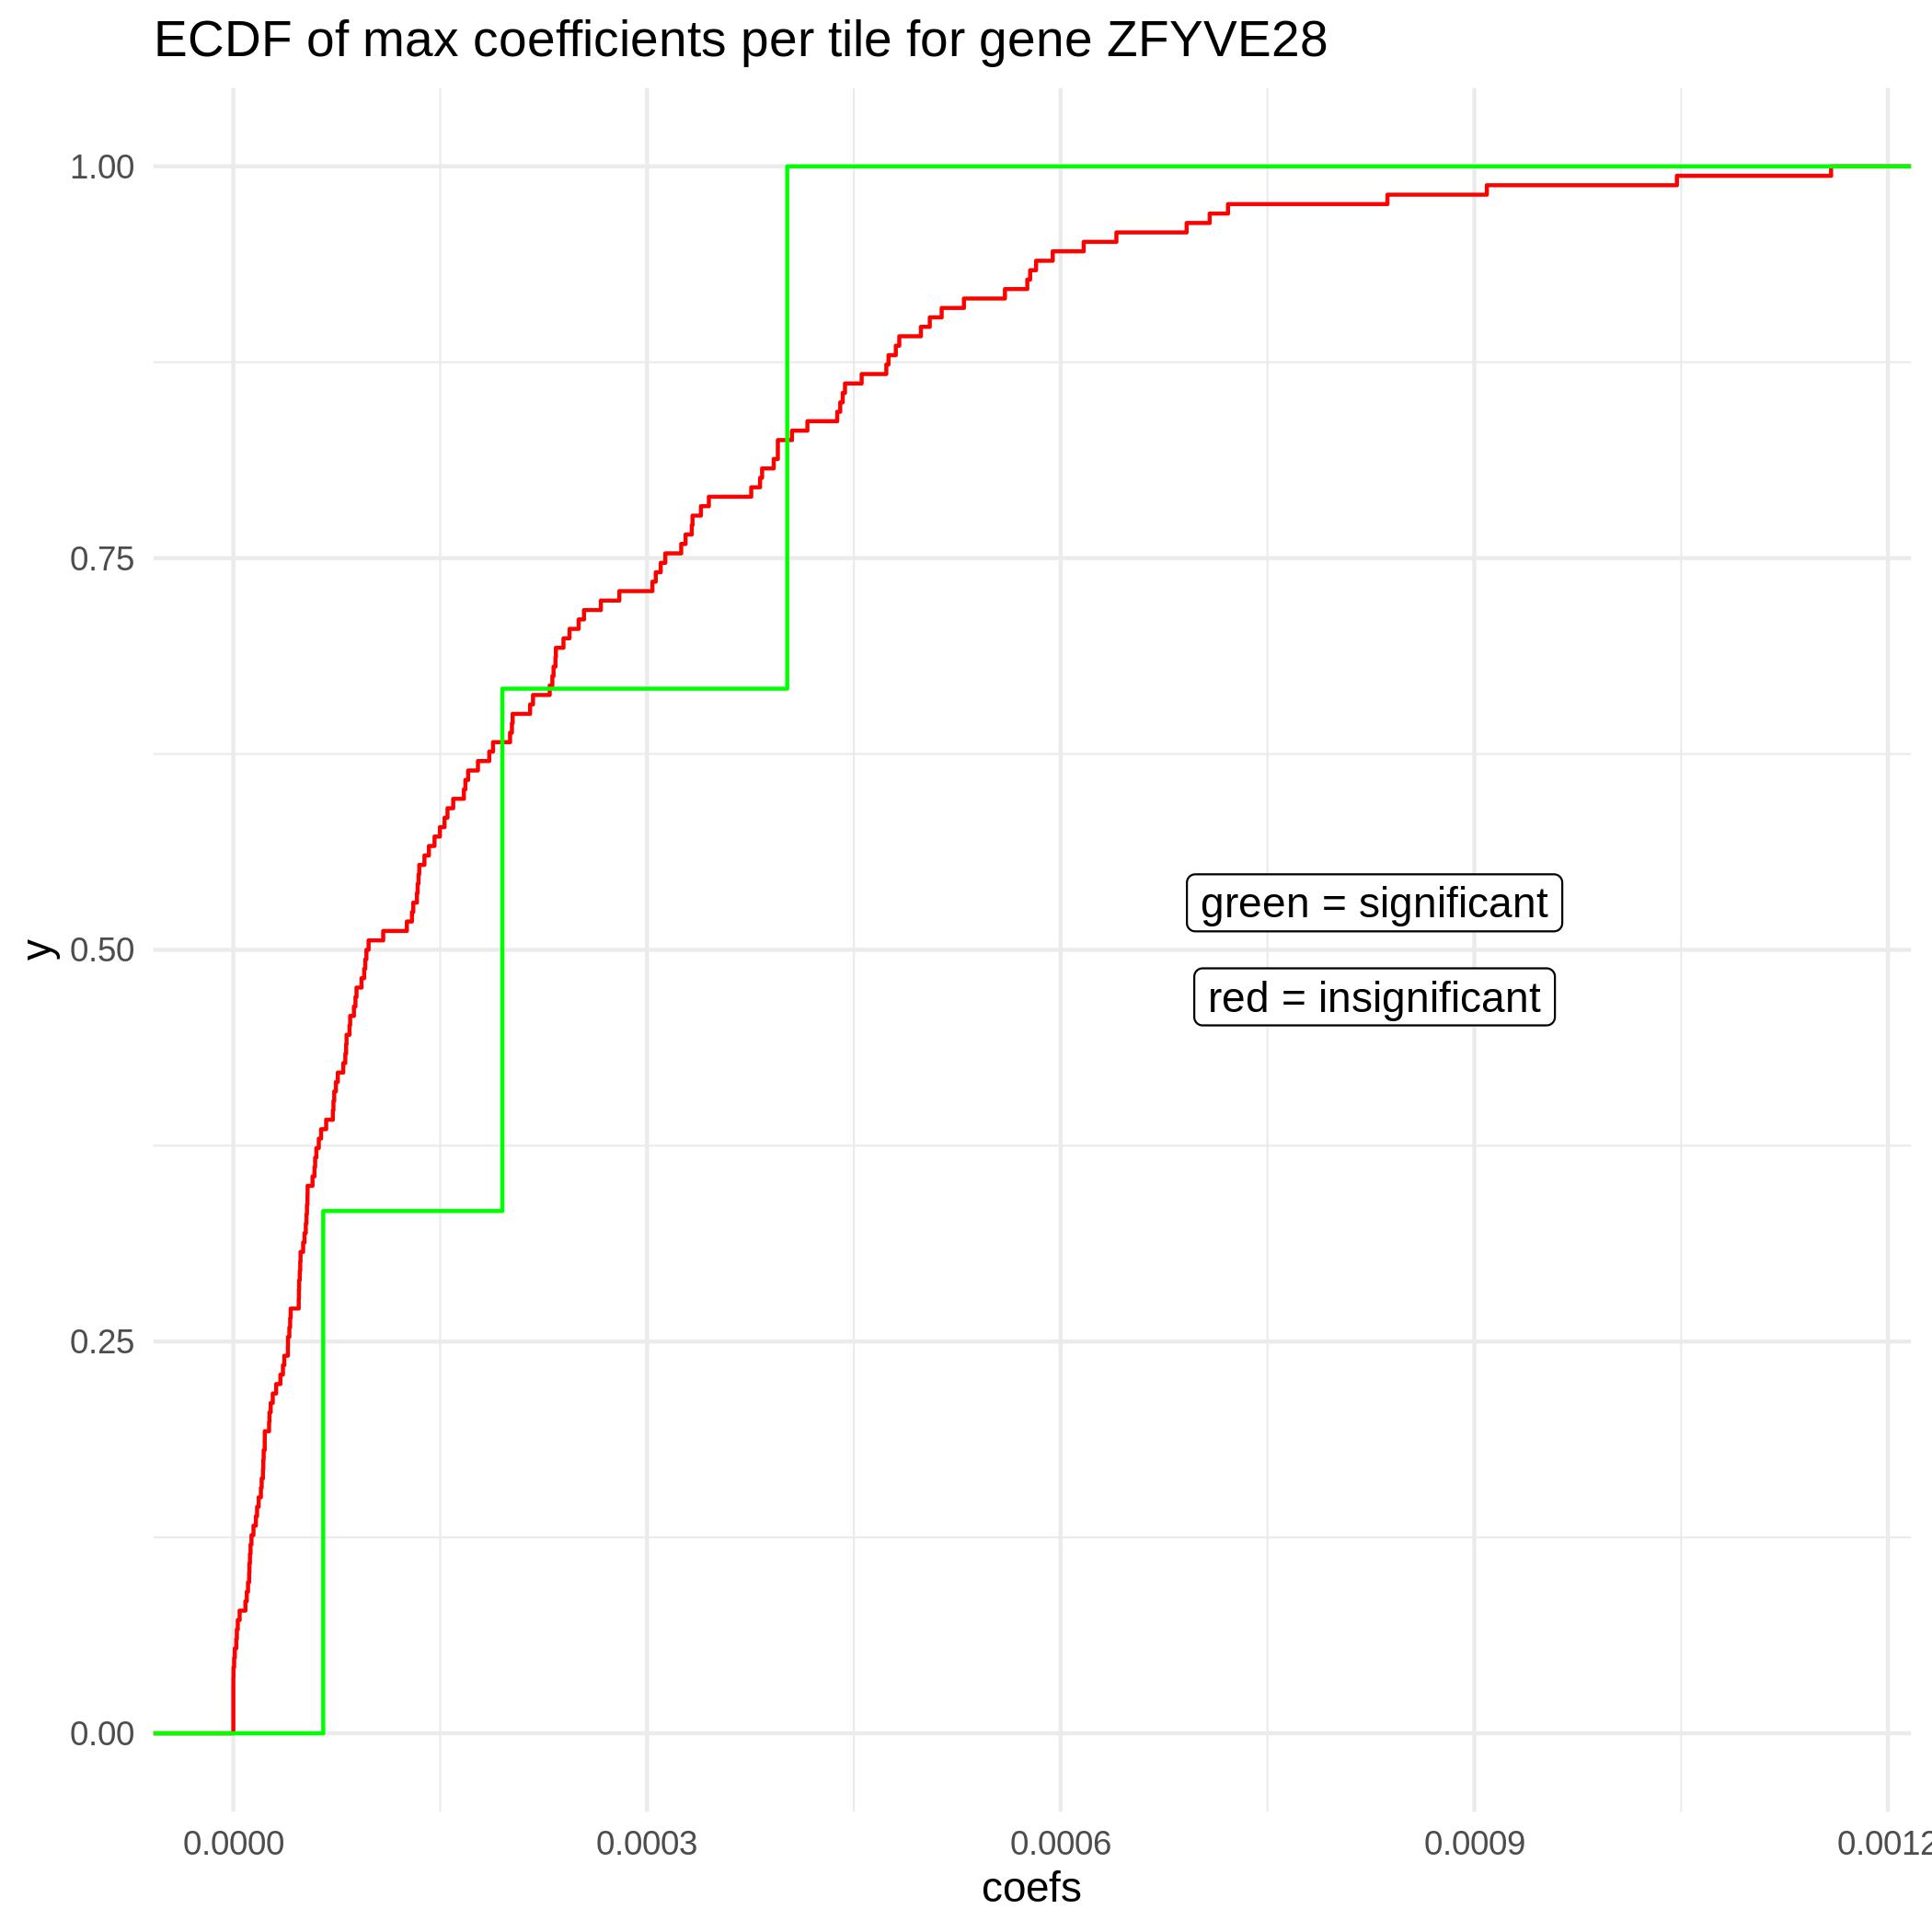 ECDF of max coefficients per tile for gene ZFYVE28
1.00
0.75
0.50
0.25
0.00
y
green = significant
red = insignificant
0.0000
0.0003
0.0006
0.0009
0.0012
coefs